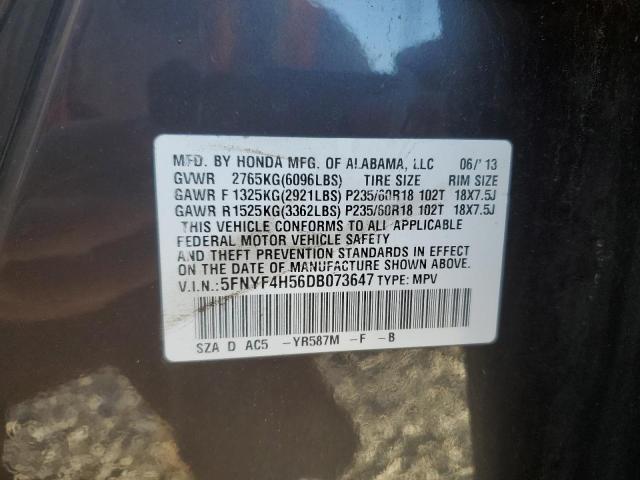 MFD. BY HONDA MFG. OF ALABAMA, LLC 06/'13
GVWR 2765KG(6096LBS) TIRE SIZE RIM SIZE
GAWR F 1325KG(2921LBS) P235/60R18 102T 18X7.5J
GAWR R1525KG(3362LBS) P235/60R18 102T 18X7.5J
THIS VEHICLE CONFORMS TO ALL APPLICABLE
FEDERAL MOTOR VEHICLE SAFETY
AND THEFT PREVENTION STANDARDS IN EFFECT
ON THE DATE OF MANUFACTURE SHOWN ABOVE.
V.I.N.:5FNYF4H56DB073647 TYPE: MPV
SZA D AC5 -YR587M -F -B